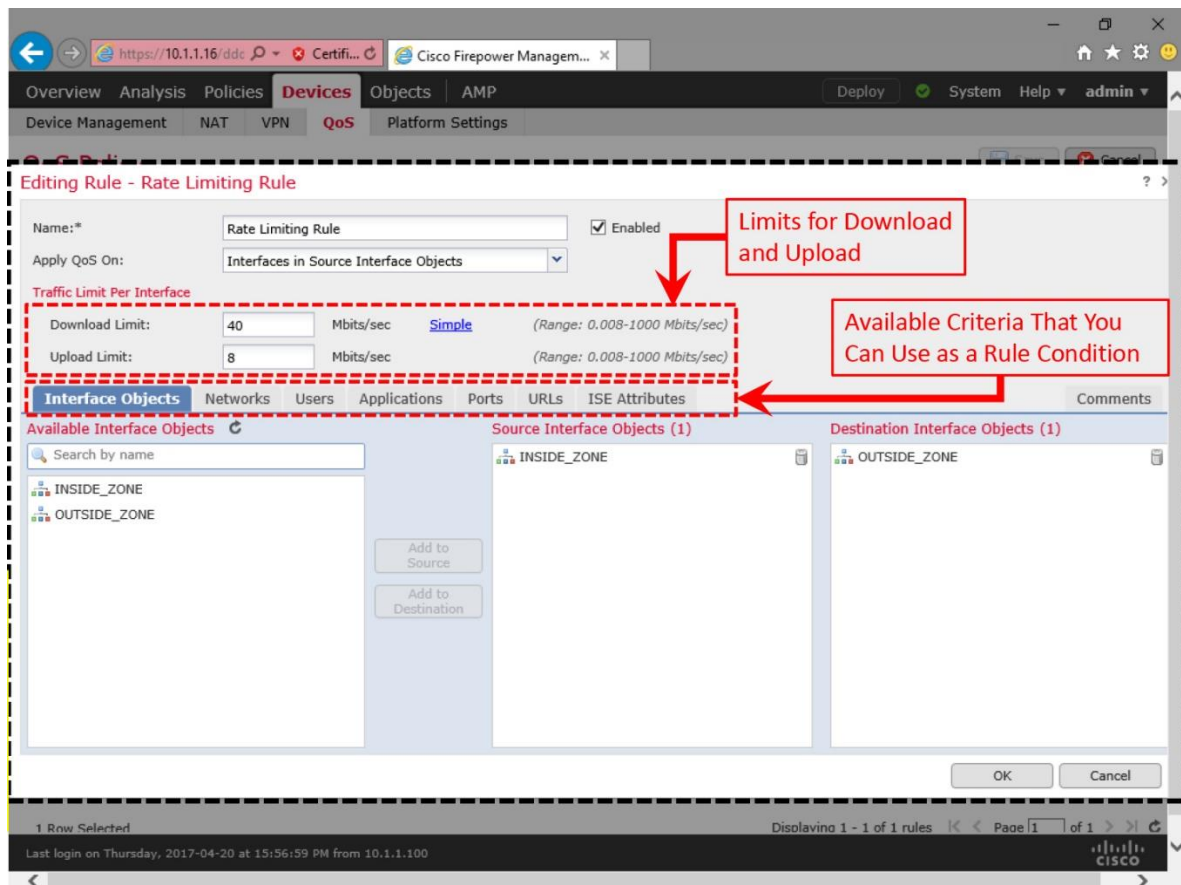 https://10.1.1.16/ddc Certifi... Cisco Firepower Managem...
Overview Analysis Policies Devices Objects AMP Deploy System Help admin
Device Management NAT VPN QoS Platform Settings
Cancel
Editing Rule - Rate Limiting Rule ?
Name:* Rate Limiting Rule Enabled
Limits for Download
and Upload
Apply QoS On: Interfaces in Source Interface Objects
Traffic Limit Per Interface
Download Limit: 40 Mbits/sec Simple (Range: 0.008-1000 Mbits/sec)
Upload Limit: 8 Mbits/sec (Range: 0.008-1000 Mbits/sec)
Available Criteria That You
Can Use as a Rule Condition
Interface Objects Networks Users Applications Ports URLs ISE Attributes Comments
Available Interface Objects Source Interface Objects (1) Destination Interface Objects (1)
Search by name INSIDE_ZONE OUTSIDE_ZONE
INSIDE_ZONE
OUTSIDE_ZONE
Add to
Source
Add to
Destination
OK Cancel
1 Row Selected Displaying 1 - 1 of 1 rules Page 1 of 1
Last login on Thursday, 2017-04-20 at 15:56:59 PM from 10.1.1.100
CISCO